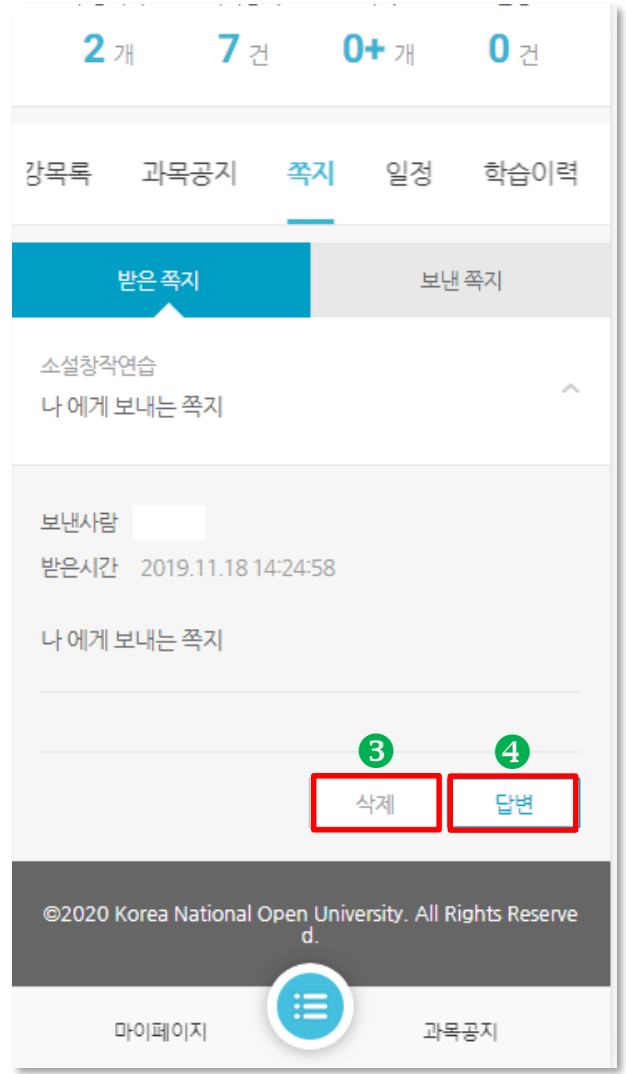 2 개 7 건 0+ 개 0 건
강목록 과목공지 쪽지 일정 학습이력
받은 쪽지 보낸 쪽지
소설창작연습
나 에게 보내는 쪽지
보낸사람
받은시간 2019.11.18 14:24:58
나 에게 보내는 쪽지
3 4
삭제 답변
©2020 Korea National Open University. All Rights Reserve
d.
마이페이지 과목공지